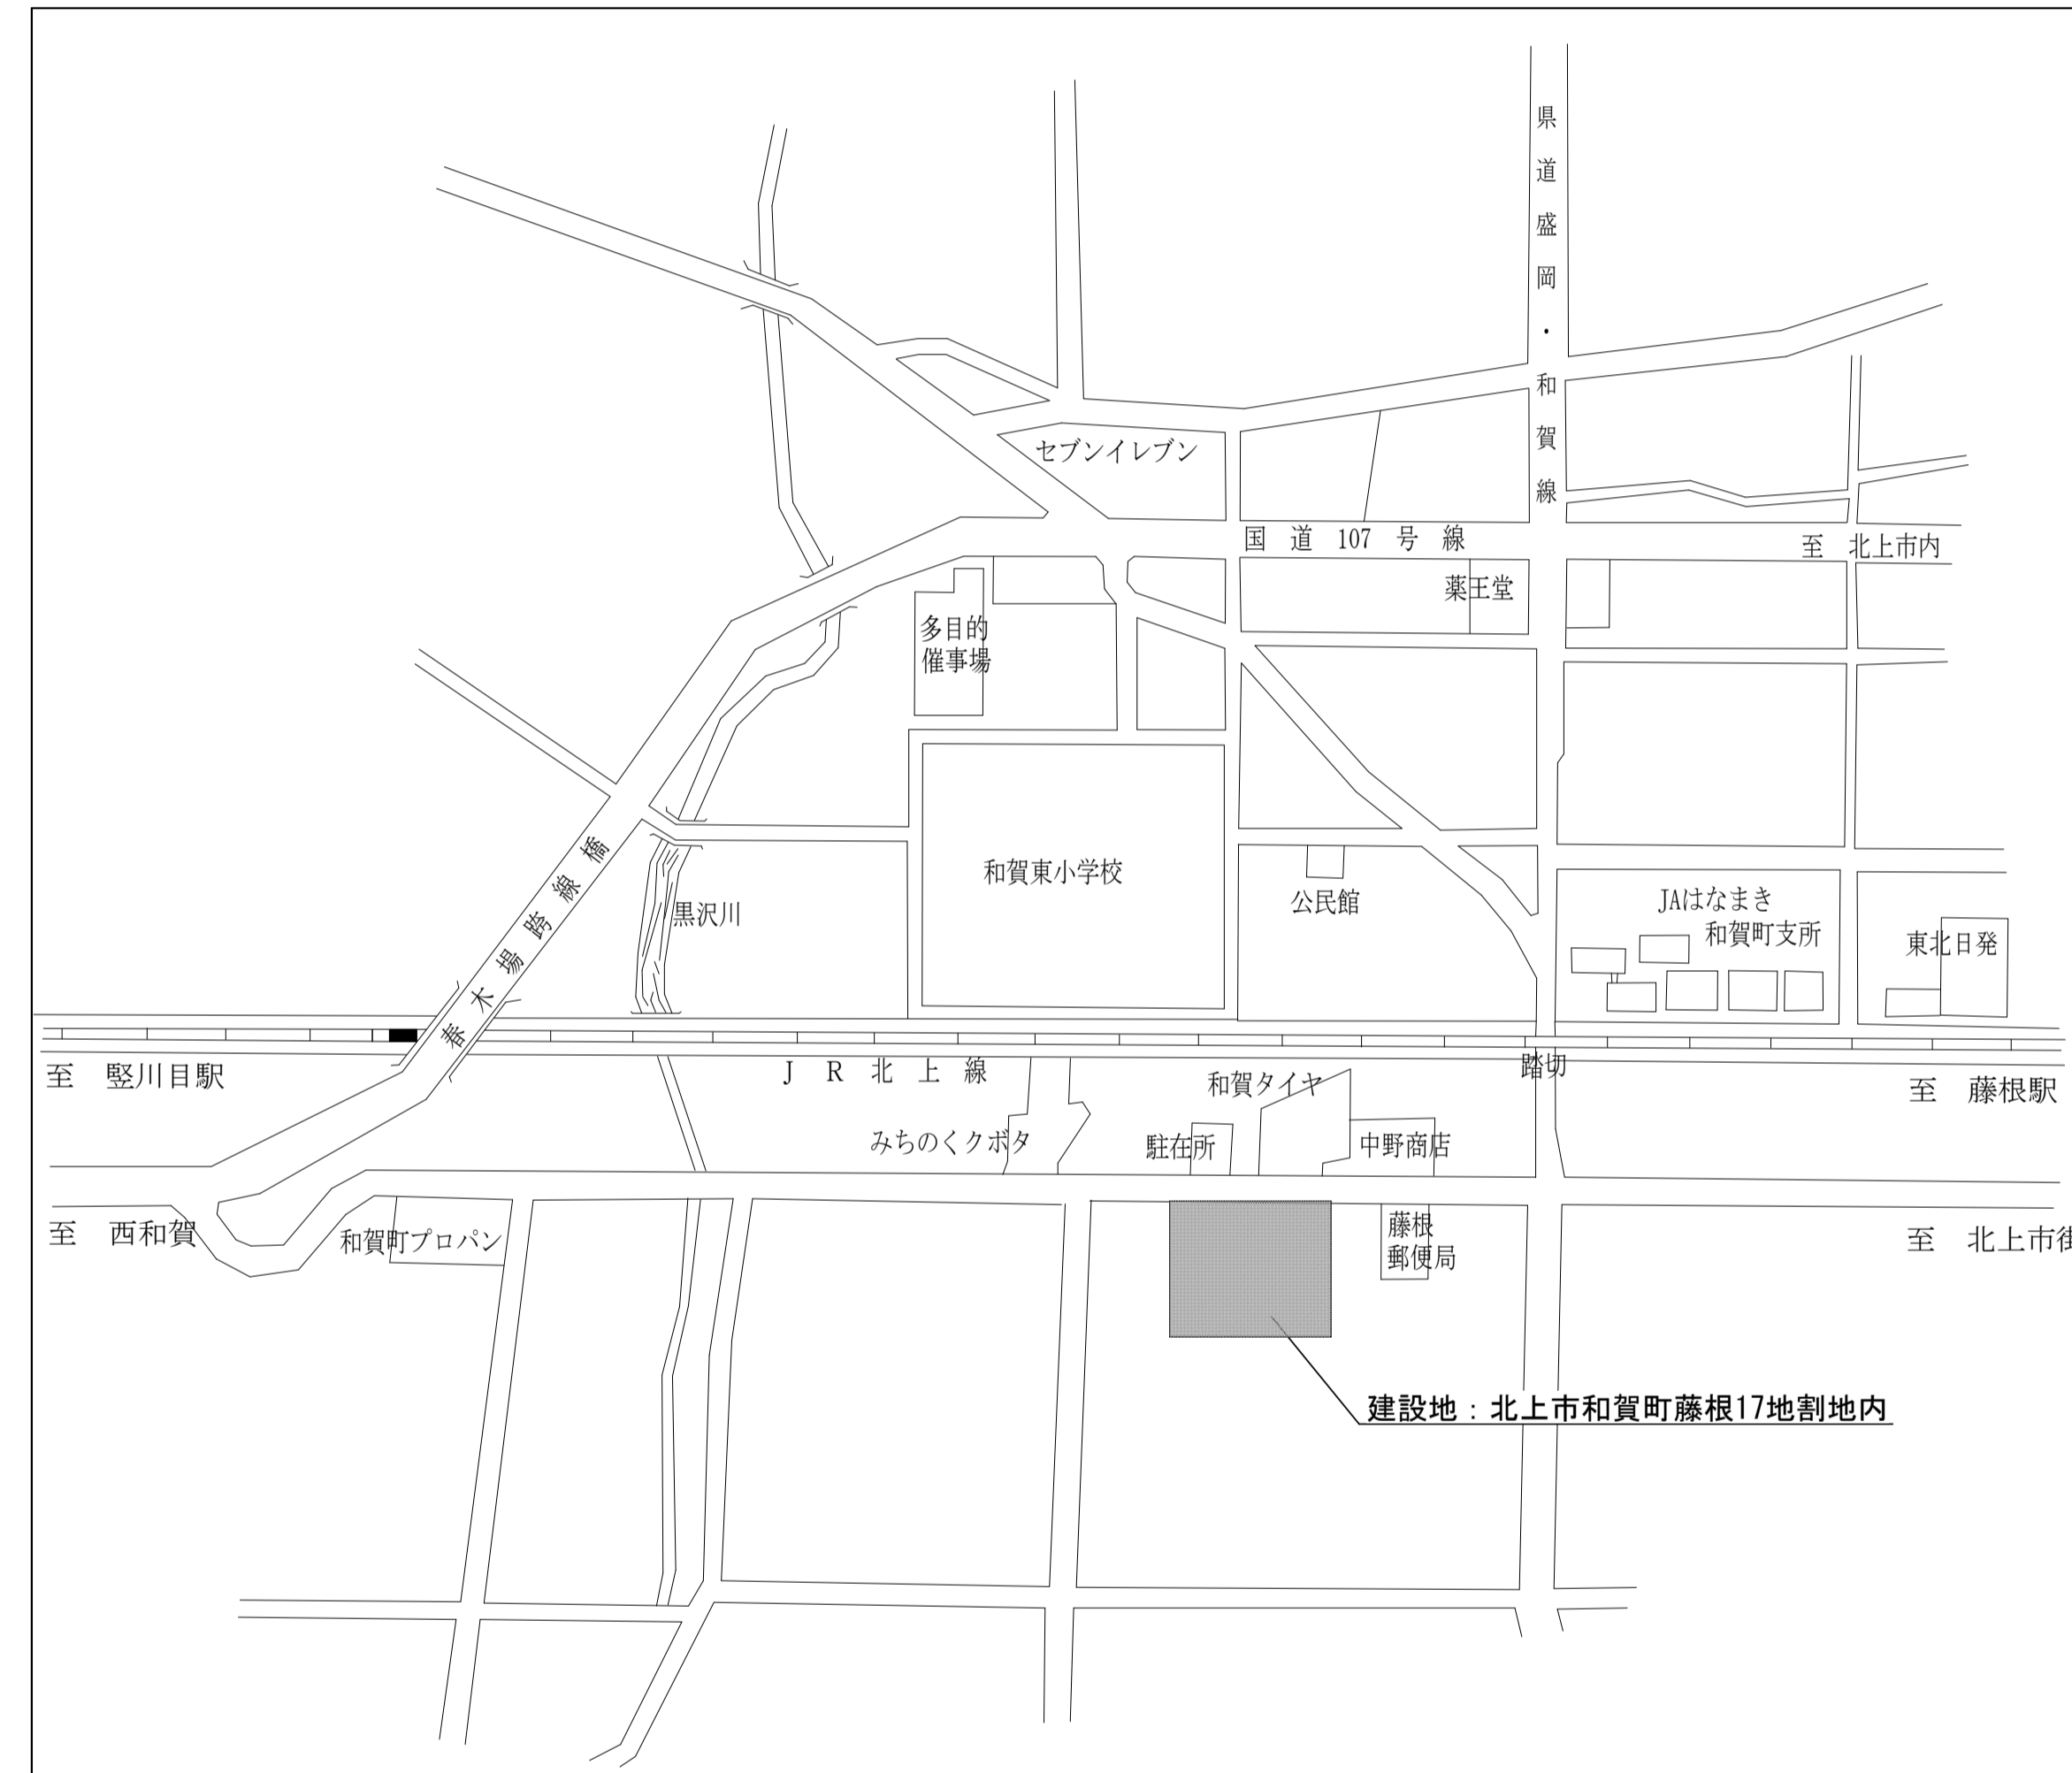 県道盛岡・和賀線
セブンイレブン
国道107号線
至 北上市内
薬王堂
多目的
催事場
春木場跨線橋
黒沢川
和賀東小学校
公民館
JAはなまき
和賀町支所
東北日発
至 竪川目駅
JR北上線
踏切
至 藤根駅
和賀タイヤ
みちのくクボタ
駐在所
中野商店
至 西和賀
和賀町プロパン
藤根
郵便局
至 北上市街
建設地：北上市和賀町藤根17地割地内